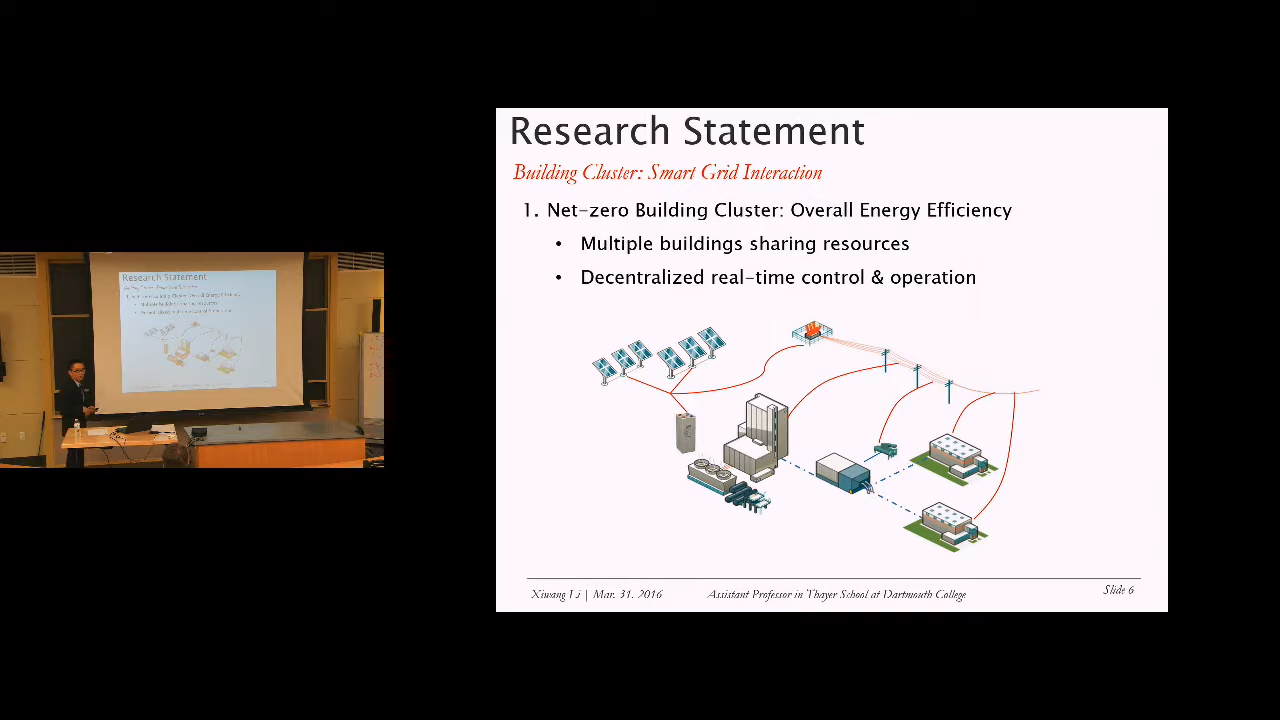 Research Statement
Building Cluster: Smart Grid Interaction
1. Net-zero Building Cluster: Overall Energy Efficiency
• Multiple buildings sharing resources
• Decentralized real-time control & operation
Xiwang Li | Mar. 31. 2016
Assistant Professor in Thayer School at Dartmouth College
Slide 6
Research Statement